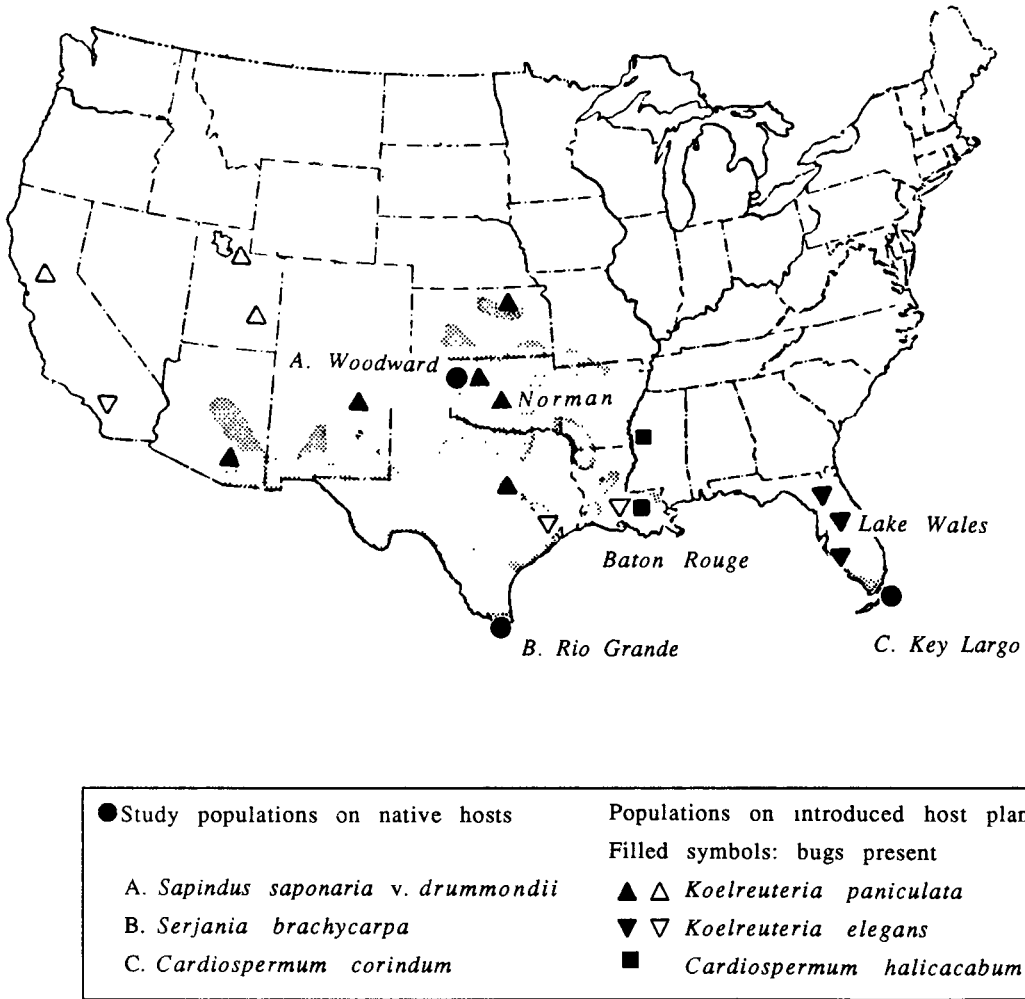 A. Woodward
Norman
Lake Wales
Baton Rouge
B. Rio Grande
C. Key Largo
Study populations on native hosts
A. Sapindus saponaria v. drummondii
B. Serjania brachycarpa
C. Cardiospermum corindum
Populations on introduced host plan
Filled symbols: bugs present
Koelreuteria paniculata
Koelreuteria elegans
Cardiospermum halicacabum